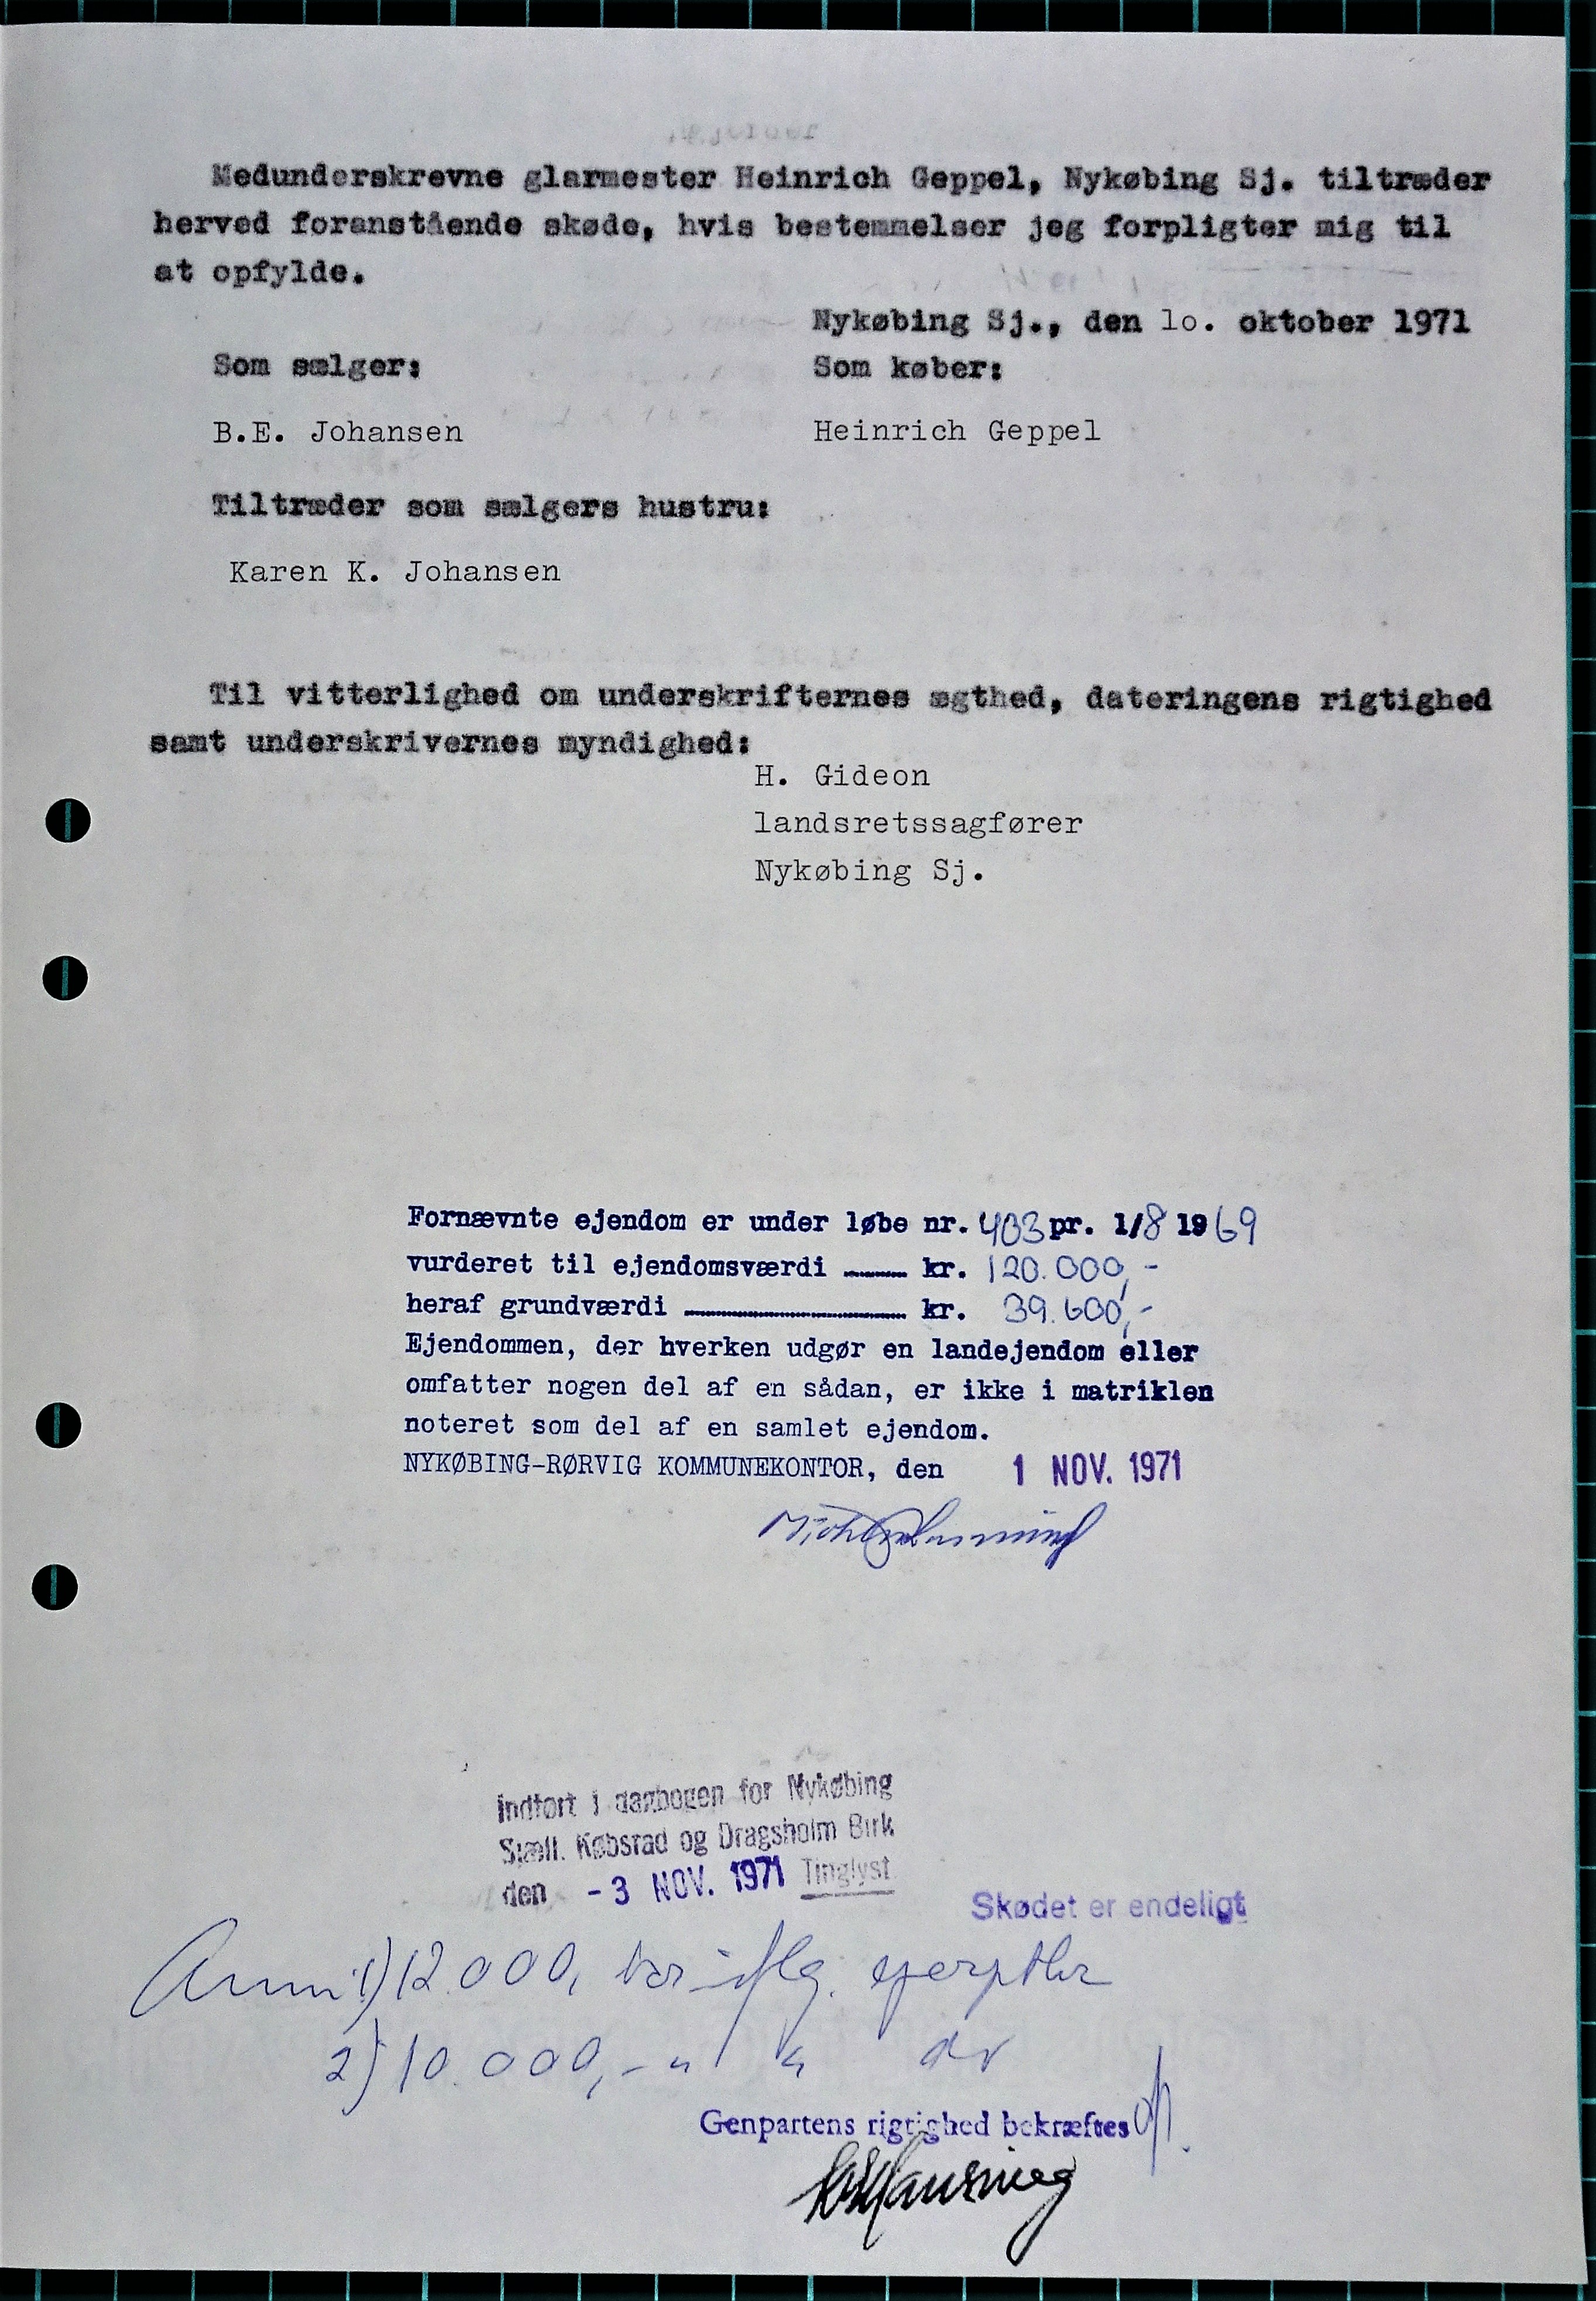 Medunderskrevne glarmester Heinrich Geppel, Nykøbing Sj. tiltræder
herved foranstående skøde, hvis bestemmelser jeg forpligter mig til
at opfylde.
Nykøbing Sj., den 1o. oktober 1971
Som sælger:
Som køber:
B.E. Johansen
Heinrich Geppel
Tiltræder som sælgers hustru:
Karen K. Johansen
Til vitterlighed om underskrifternes ægthed, dateringens rigtighed
samt underskrivernes myndighed:
H. Gideon
landsretssagfører
Nykøbing Sj.
Fornævnte ejendom er under løbe nr. 403 pr. 1/8 1969
vurderet til ejendomsværdi ——— kr. 120.000,-
heraf grundværdi ——— kr. 39.600,-
Ejendommen, der hverken udgør en landejendom eller
omfatter nogen del af en sådan, er ikke i matriklen
noteret som del af en samlet ejendom.
NYKØBING-RØRVIG KOMMUNEKONTOR, den 1 NOV. 1971
Indført i dagbogen for Nykøbing
Sjæll. Købstad og Dragsholm Birk
den - 3 NOV. 1971 Tinglyst
Skødet er endeligt
1) 12.000,
2) 10.000,- " "
Genpartens rigtighed bekræftes